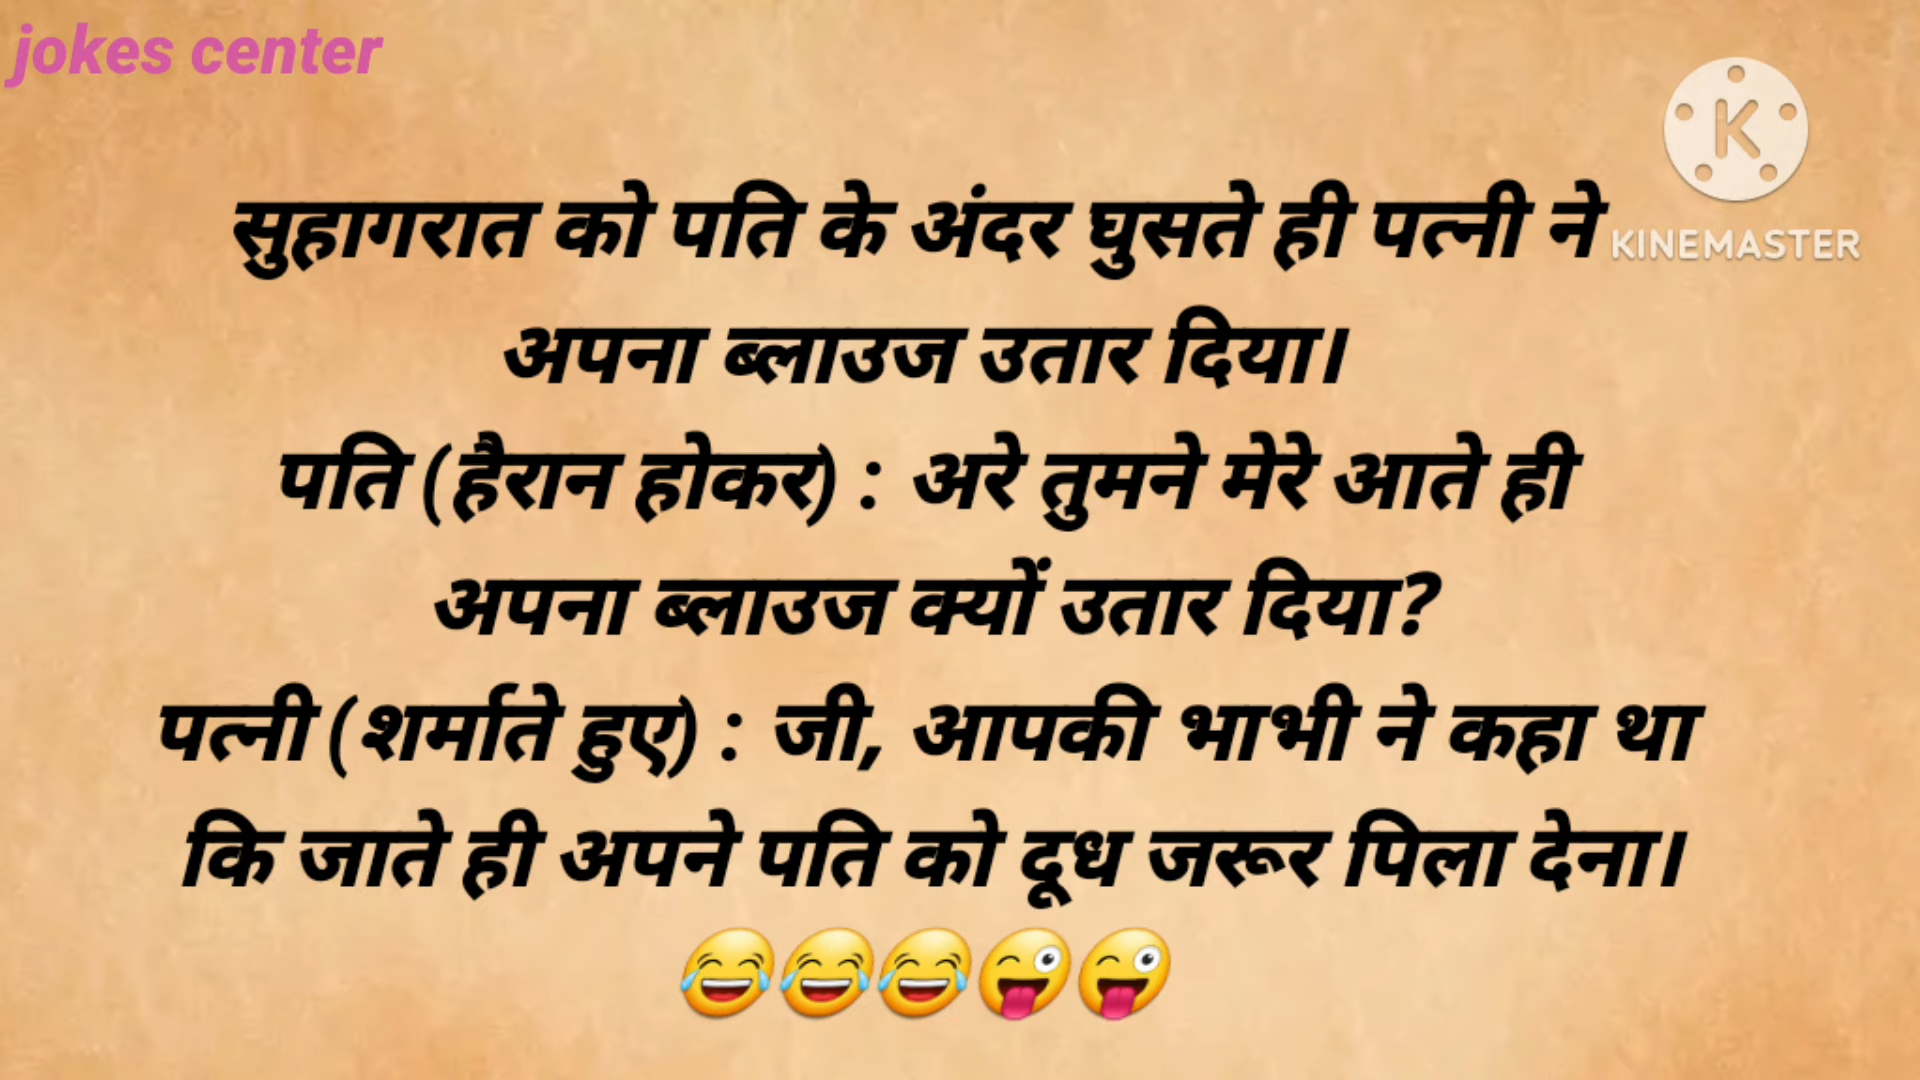 jokes center
KINEMASTER
सुहागरात को पति के अंदर घुसते ही पत्नी ने
अपना ब्लाउज उतार दिया।
पति (हैरान होकर) : अरे तुमने मेरे आते ही
अपना ब्लाउज क्यों उतार दिया?
पत्नी (शर्माते हुए) : जी, आपकी भाभी ने कहा था
कि जाते ही अपने पति को दूध जरूर पिला देना।
😂😂😂🤪🤪